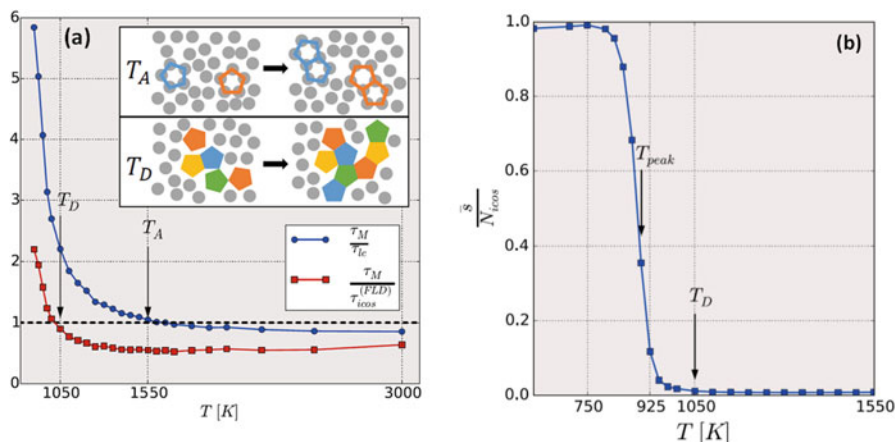 6
5
4
3
2
1
0
(a)
T_A
T_D
T_D
T_A
τ_M
τ_lc
τ_M
τ_icos^(FLD)
1050 1550 3000
T [K]
1.0
0.8
0.6
0.4
0.2
0.0
s̄
N_icos
(b)
T_peak
T_D
750 925 1050 1550
T [K]